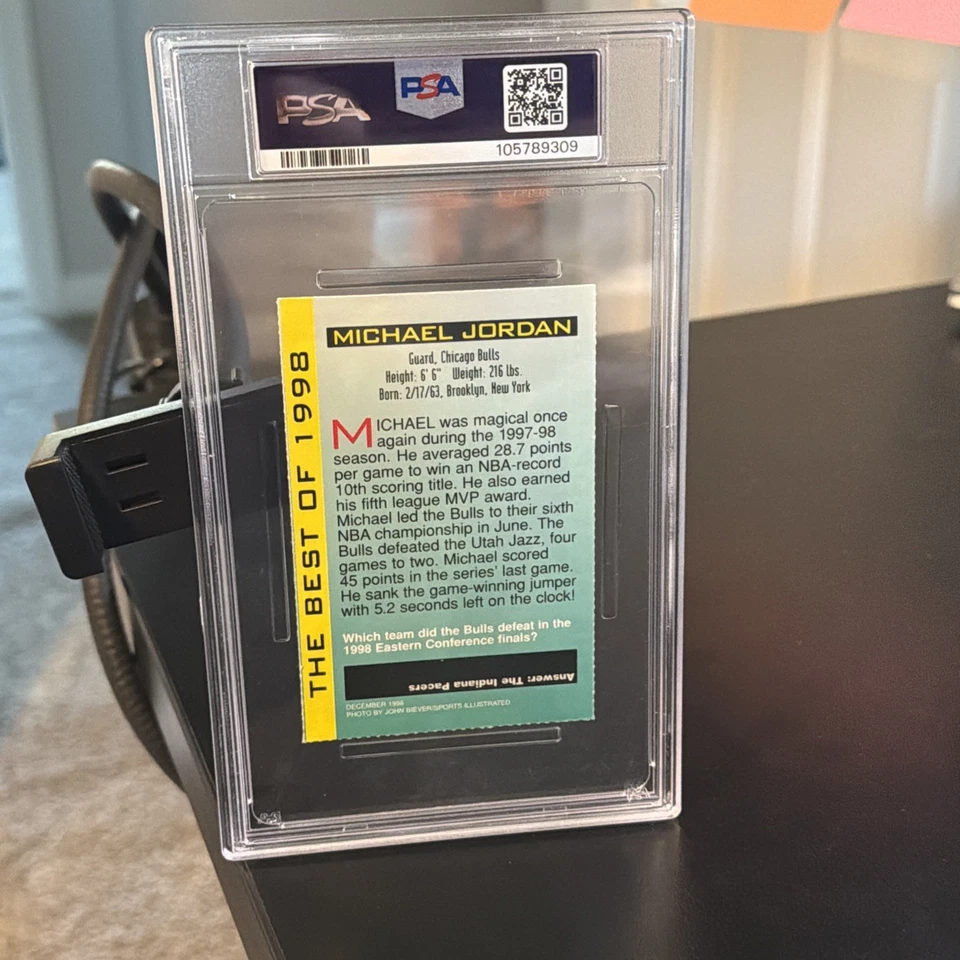 PSA
PSA
105789309
THE BEST OF 1998
MICHAEL JORDAN
Guard, Chicago Bulls
Height: 6' 6" Weight: 216 lbs.
Born: 2/17/63, Brooklyn, New York
MICHAEL was magical once
again during the 1997-98
season. He averaged 28.7 points
per game to win an NBA-record
10th scoring title. He also earned
his fifth league MVP award.
Michael led the Bulls to their sixth
NBA championship in June. The
Bulls defeated the Utah Jazz, four
games to two. Michael scored
45 points in the series' last game.
He sank the game-winning jumper
with 5.2 seconds left on the clock!
Which team did the Bulls defeat in the
1998 Eastern Conference finals?
Answer: The Indiana Pacers
DECEMBER 1998
PHOTO BY JOHN BIEVER/SPORTS ILLUSTRATED